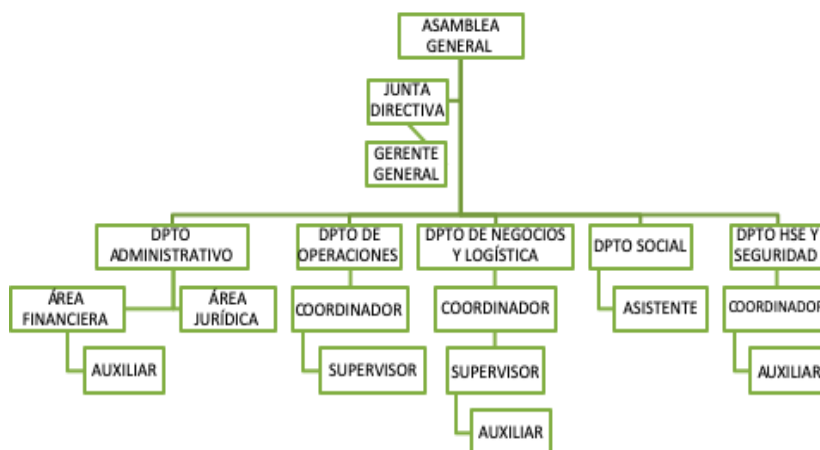 ASAMBLEA
GENERAL
JUNTA
DIRECTIVA
GERENTE
GENERAL
DPTO
ADMINISTRATIVO
DPTO DE
OPERACIONES
DPTO DE NEGOCIOS
Y LOGÍSTICA
DPTO SOCIAL
DPTO HSE Y
SEGURIDAD
ÁREA
FINANCIERA
ÁREA
JURÍDICA
COORDINADOR
COORDINADOR
ASISTENTE
COORDINADOR
AUXILIAR
SUPERVISOR
SUPERVISOR
AUXILIAR
AUXILIAR